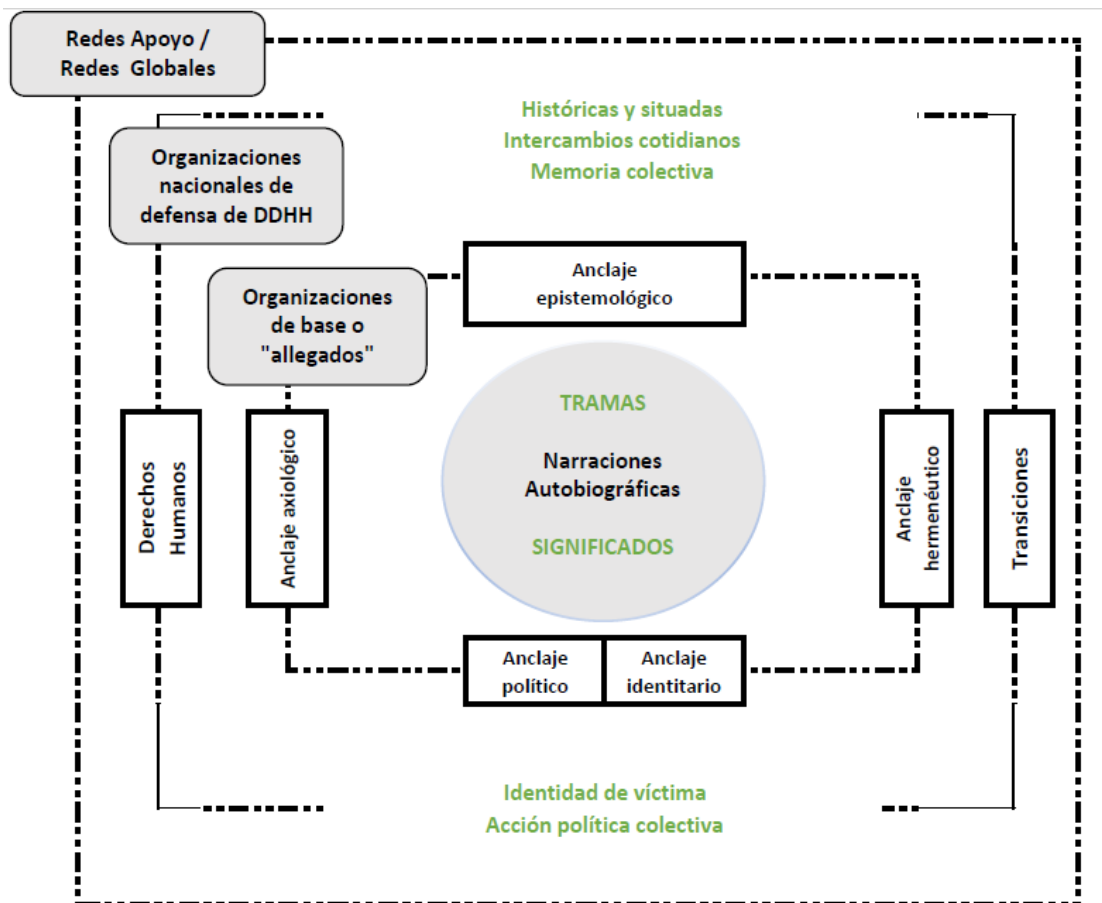 Redes Apoyo /
Redes Globales
Históricas y situadas
Intercambios cotidianos
Memoria colectiva
Organizaciones
nacionales de
defensa de DDHH
Anclaje
epistemológico
Organizaciones
de base o
"allegados"
TRAMAS
Narraciones
Autobiográficas
SIGNIFICADOS
Derechos
Humanos
Anclaje axiológico
Anclaje
hermenéutico
Transiciones
Anclaje
político
Anclaje
identitario
Identidad de víctima
Acción política colectiva